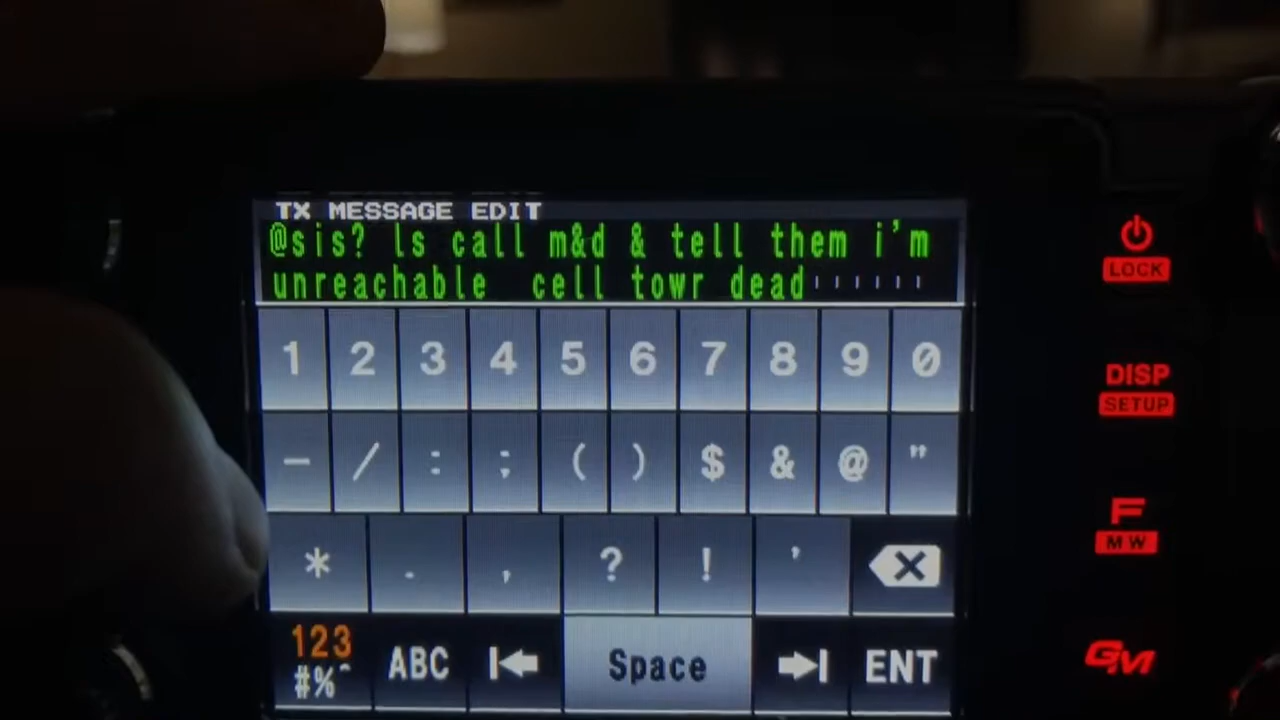 TX MESSAGE EDIT
@sis? ls call m&d & tell them i'm
unreachable  cell towr dead
1 2 3 4 5 6 7 8 9 0
- / : ; ( ) $ & @ "
* . , ? ! '
123 ABC Space ENT
#%^
LOCK
DISP
SETUP
F
MW
GM